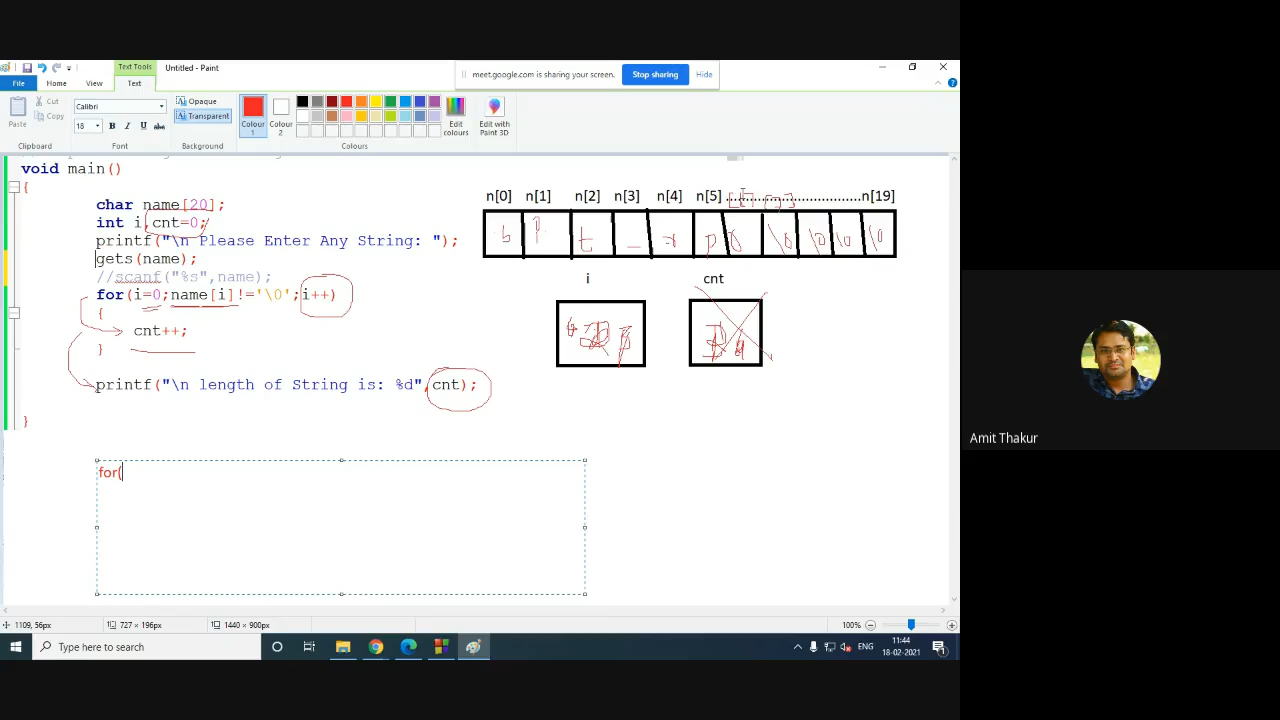 Text Tools
Untitled - Paint
meet.google.com is sharing your screen.
Stop sharing
Hide
File
Home
View
Text
Paste
Cut
Copy
Clipboard
Calibri
18
B
I
U
abc
Font
Opaque
Transparent
Background
Colour 1
Colour 2
Edit colours
Edit with Paint 3D
Colours
void main()
{
char name[20];
int i,cnt=0;
printf("\n Please Enter Any String: ");
gets(name);
//scanf("%s",name);
for(i=0;name[i]!='\0';i++)
{
cnt++;
}
printf("\n length of String is: %d",cnt);
}
for(
n[0] n[1] n[2] n[3] n[4] n[5] ......................................n[19]
i
cnt
1109, 56px
727 × 196px
1440 × 900px
100%
Type here to search
ENG
11:44
18-02-2021
1
Amit Thakur